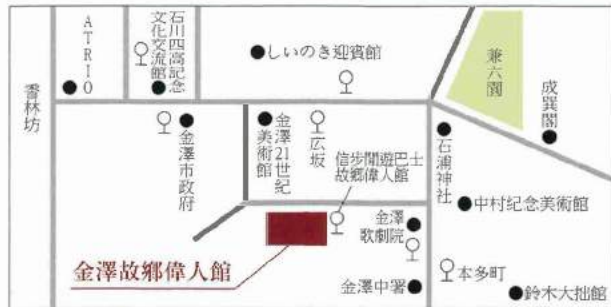 香林坊
ATRIO
石川四高記念
文化交流館
しいのき迎賓館
兼六園
成巽閣
金澤市政府
金澤21世紀
美術館
広坂
信步閒遊巴士
故鄉偉人館
石浦神社
中村纪念美術館
金澤
歌劇院
金澤故鄉偉人館
金澤中署
本多町
鈴木大拙館